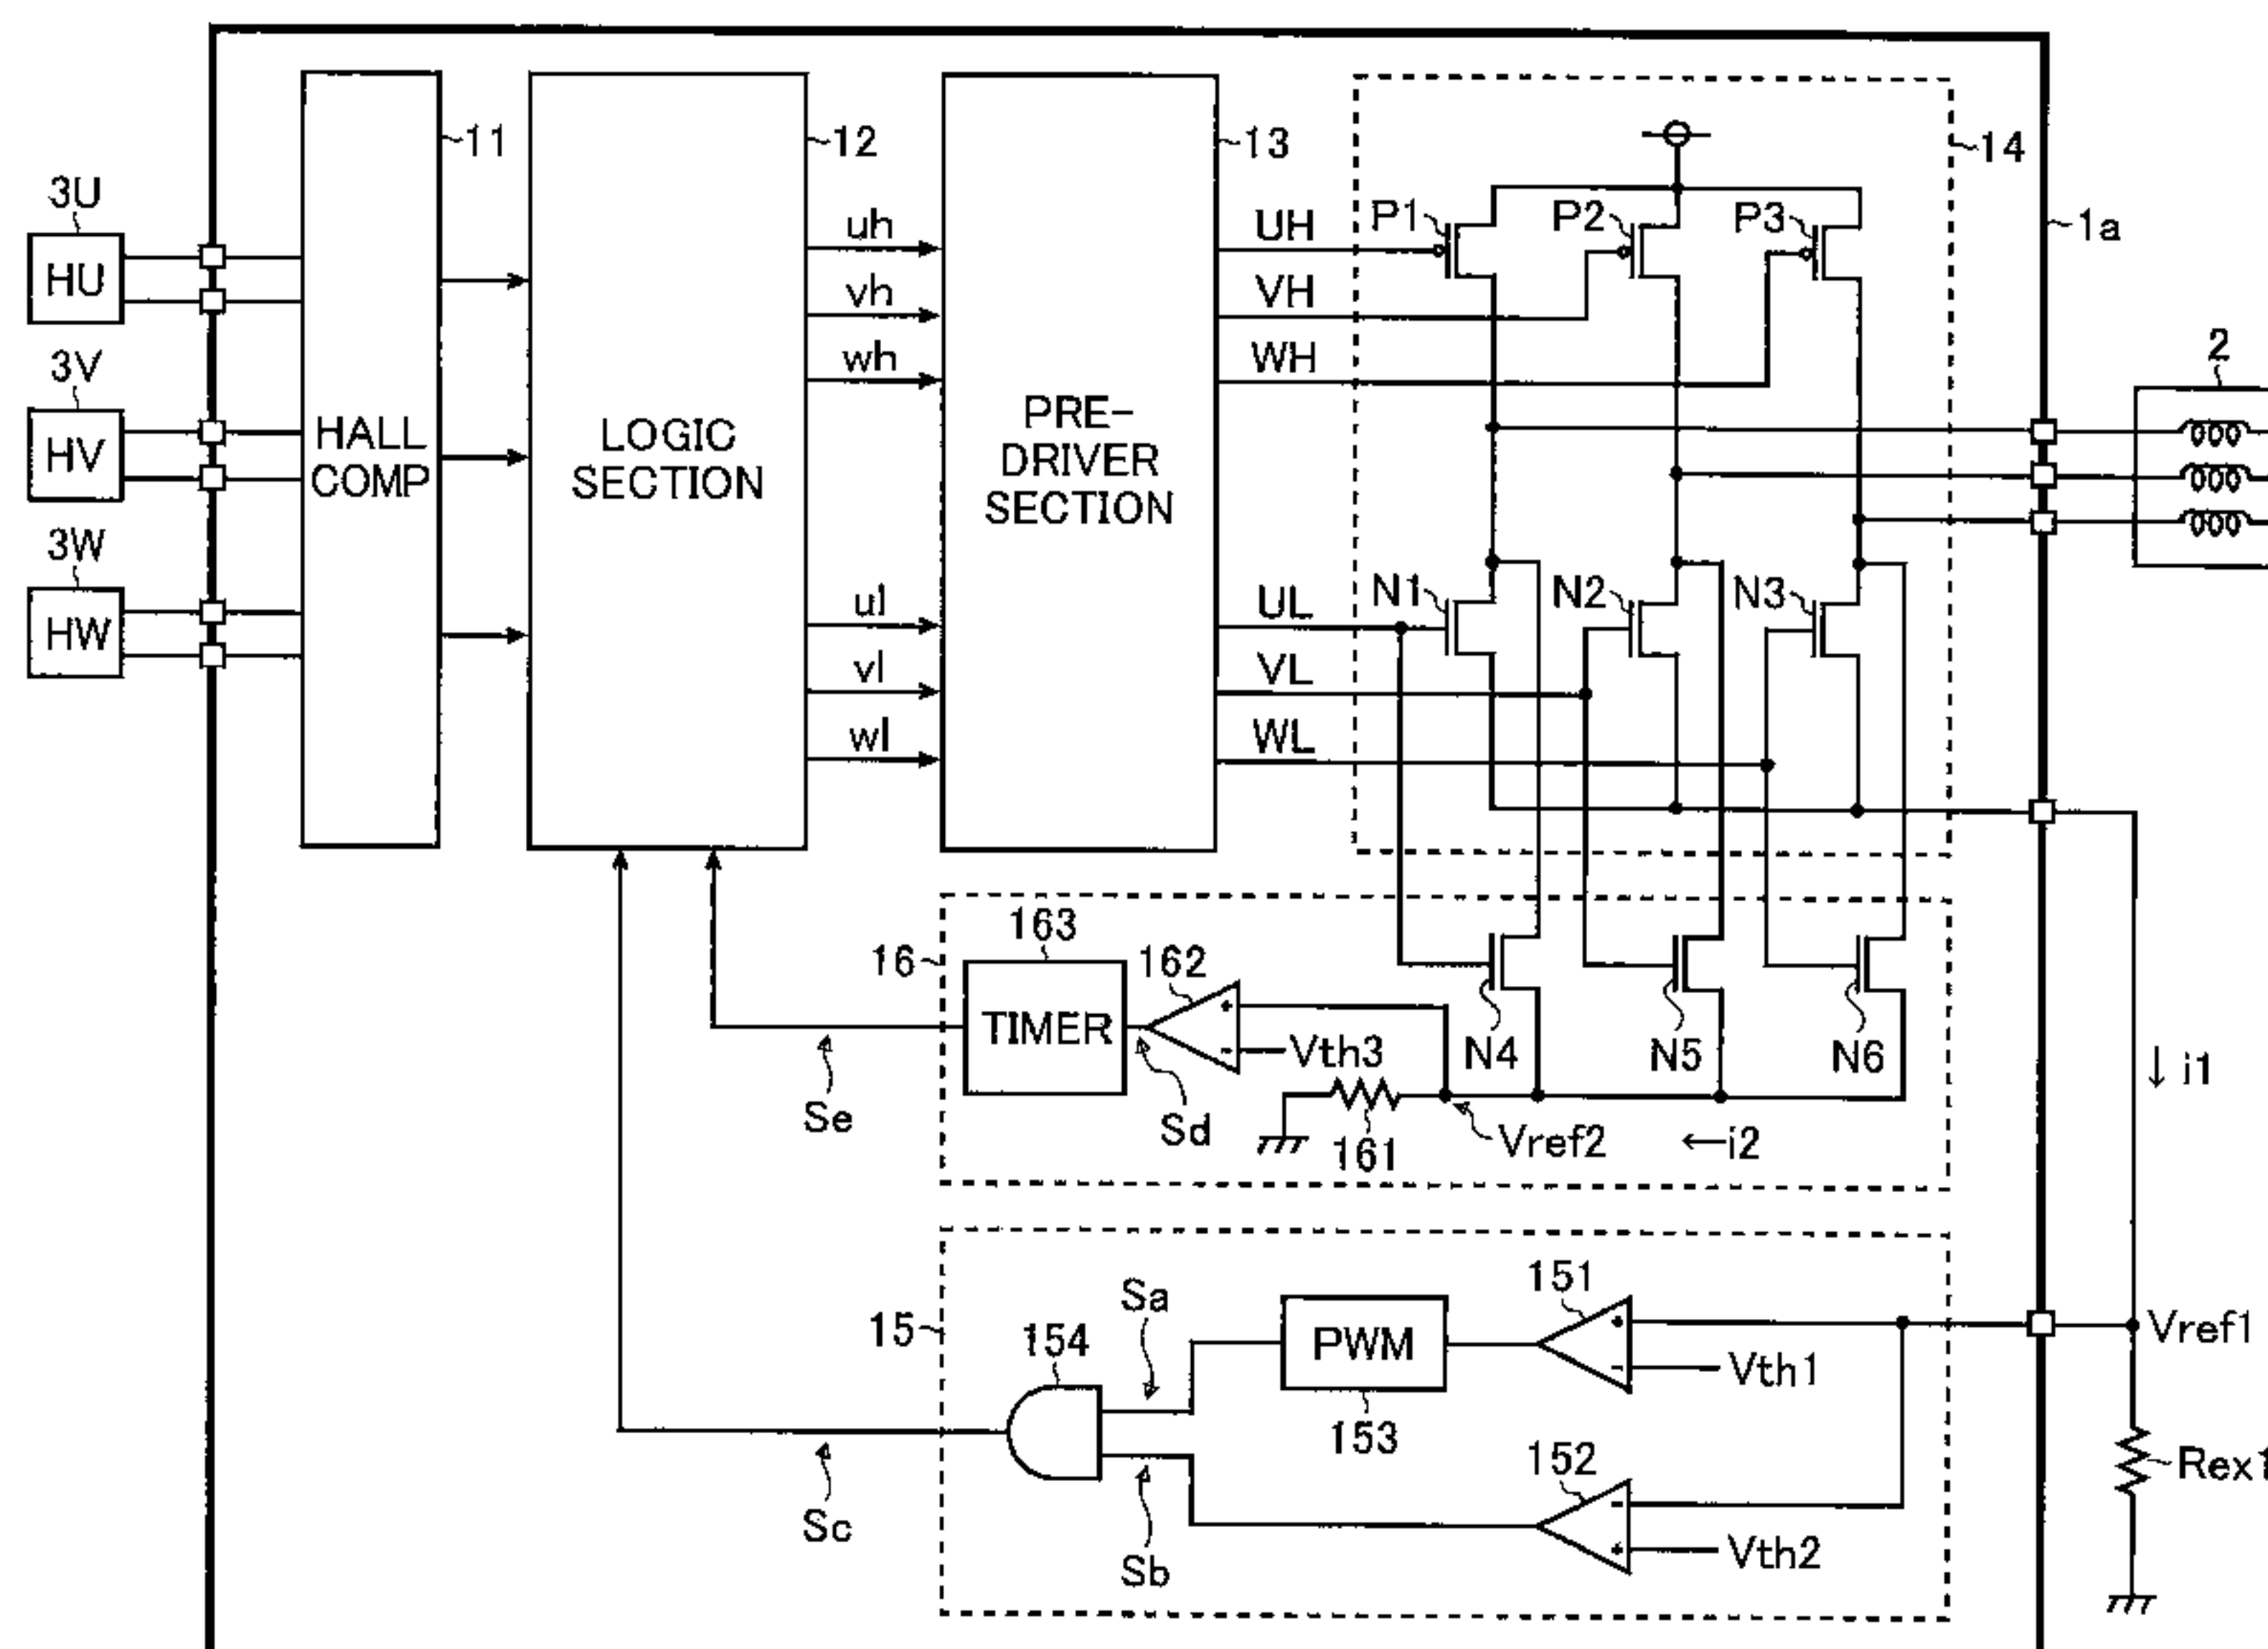 11
12
13
14
1a
3U
HU
3V
HV
3W
HW
HALL
COMP
LOGIC
SECTION
uh
vh
wh
ul
vl
wl
PRE-
DRIVER
SECTION
UH
VH
WH
UL
VL
WL
P1
P2
P3
N1
N2
N3
2
16
163
TIMER
162
+
-
Vth3
Sd
Se
161
Vref2
←i2
N4
N5
N6
↓ i1
15
154
Sa
PWM
153
151
+
-
Vth1
Vref1
Sc
Sb
152
-
+
Vth2
Rex1